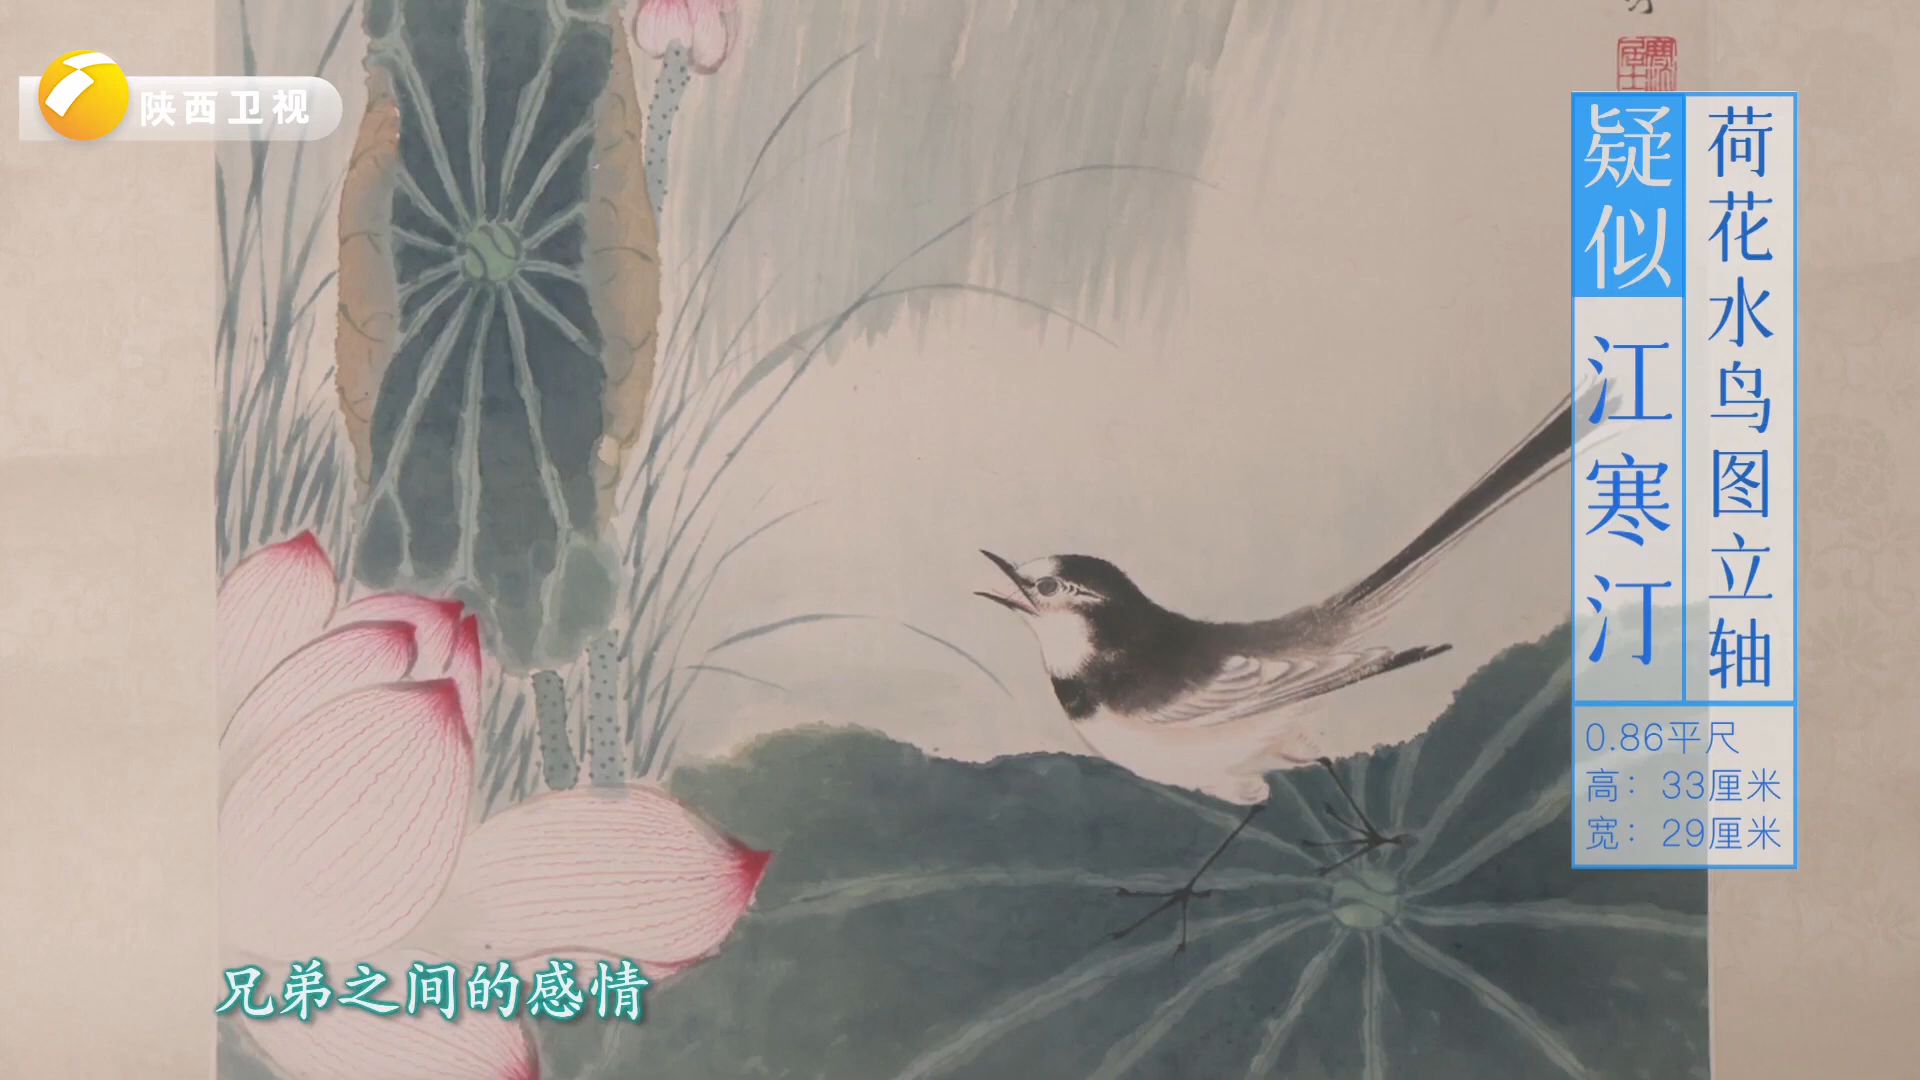 陕西卫视
荷花水鸟图立轴
疑似 江寒汀
0.86平尺
高：33厘米
宽：29厘米
兄弟之间的感情